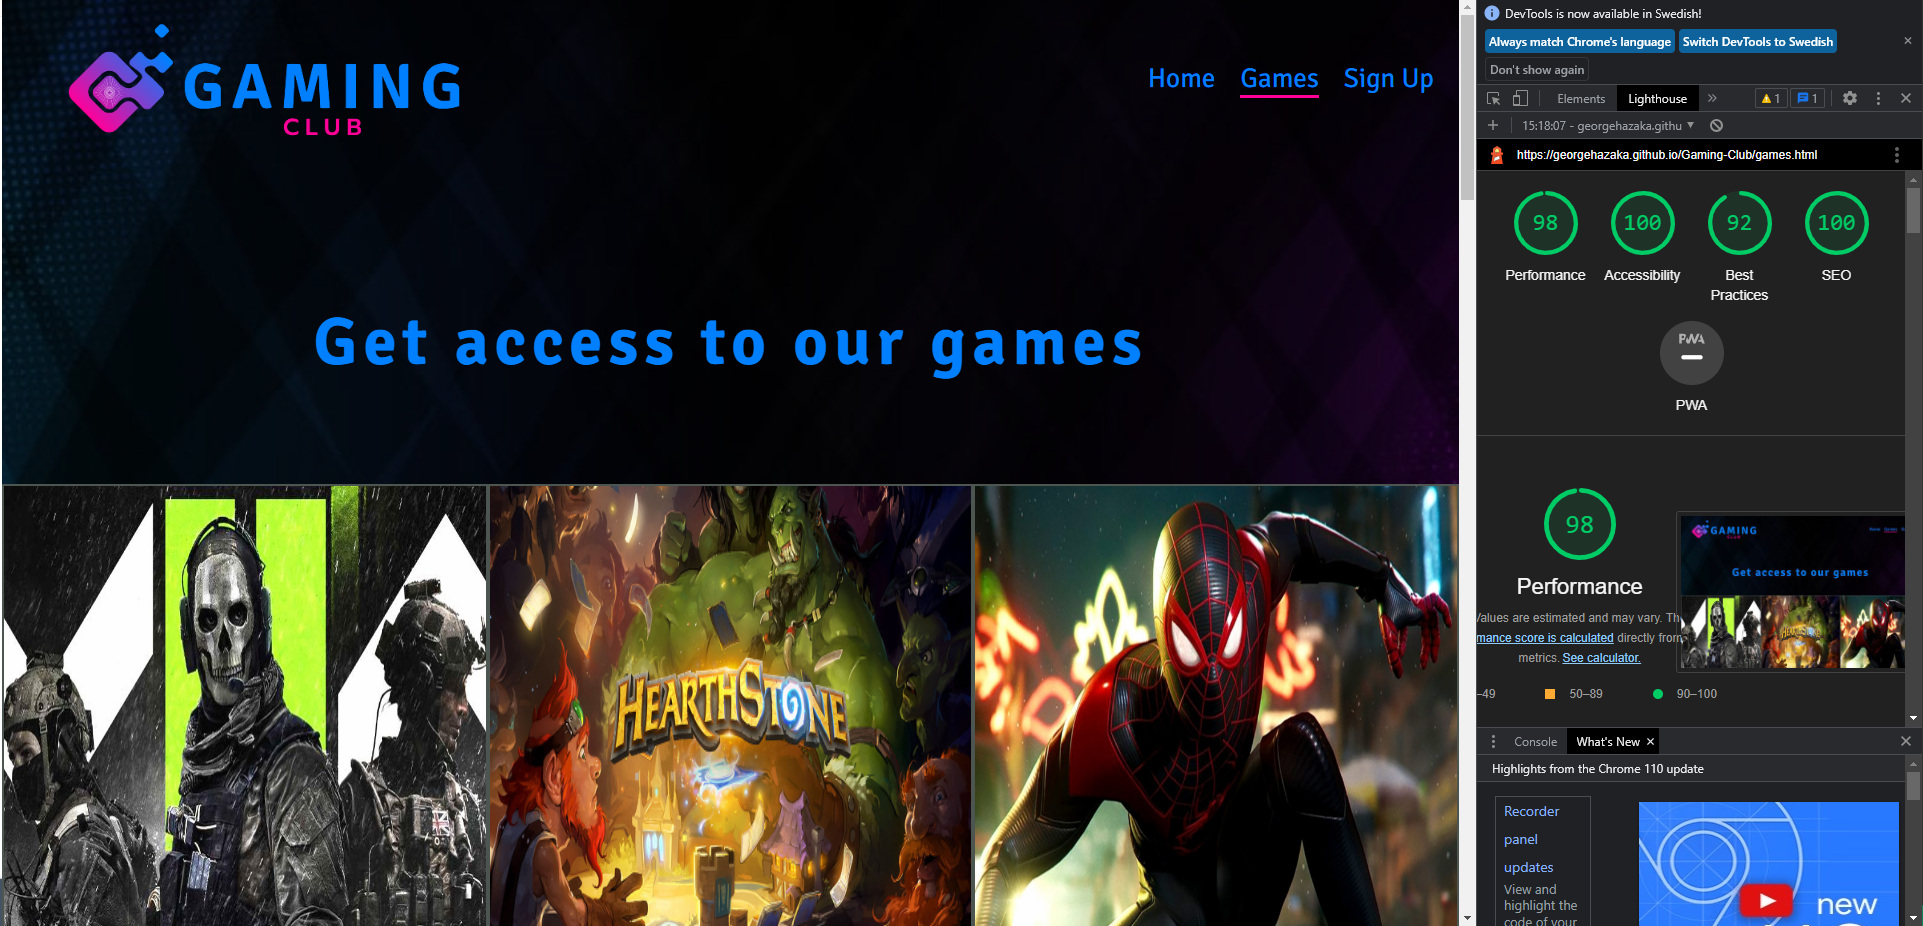 GAMING
CLUB
Home Games Sign Up
Get access to our games
HEARTHSTONE
DevTools is now available in Swedish!
Always match Chrome's language Switch DevTools to Swedish
Don't show again
Elements Lighthouse 1 1
15:18:07 - georgehazaka.githu
https://georgehazaka.github.io/Gaming-Club/games.html
98 100 92 100
Performance Accessibility Best Practices SEO
PWA
PWA
98
GAMING
CLUB
Get access to our games
HEARTHSTONE
Performance
Values are estimated and may vary. Th
mance score is calculated directly from
metrics. See calculator.
–49 50–89 90–100
Console What's New
Highlights from the Chrome 110 update
Recorder
panel
updates
View and
highlight the
code of your
new